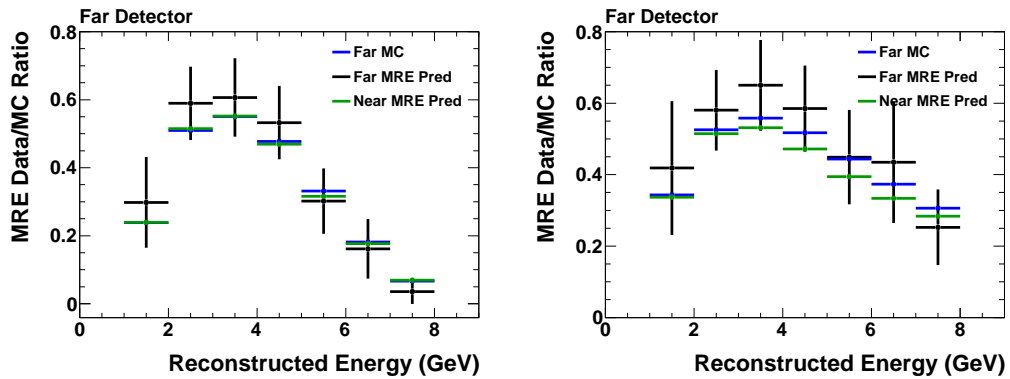 Far Detector
MRE Data/MC Ratio
0.8
0.6
0.4
0.2
0
Far MC
Far MRE Pred
Near MRE Pred
0 2 4 6 8
Reconstructed Energy (GeV)
Far Detector
MRE Data/MC Ratio
0.8
0.6
0.4
0.2
0
Far MC
Far MRE Pred
Near MRE Pred
0 2 4 6 8
Reconstructed Energy (GeV)